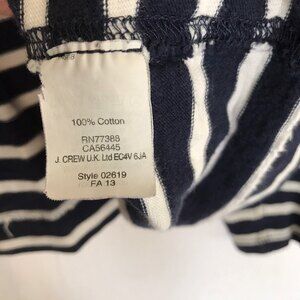 100% Cotton
RN77388
CA56445
J. CREW U.K. Ltd EC4V 6JA
Style 02619
FA 13